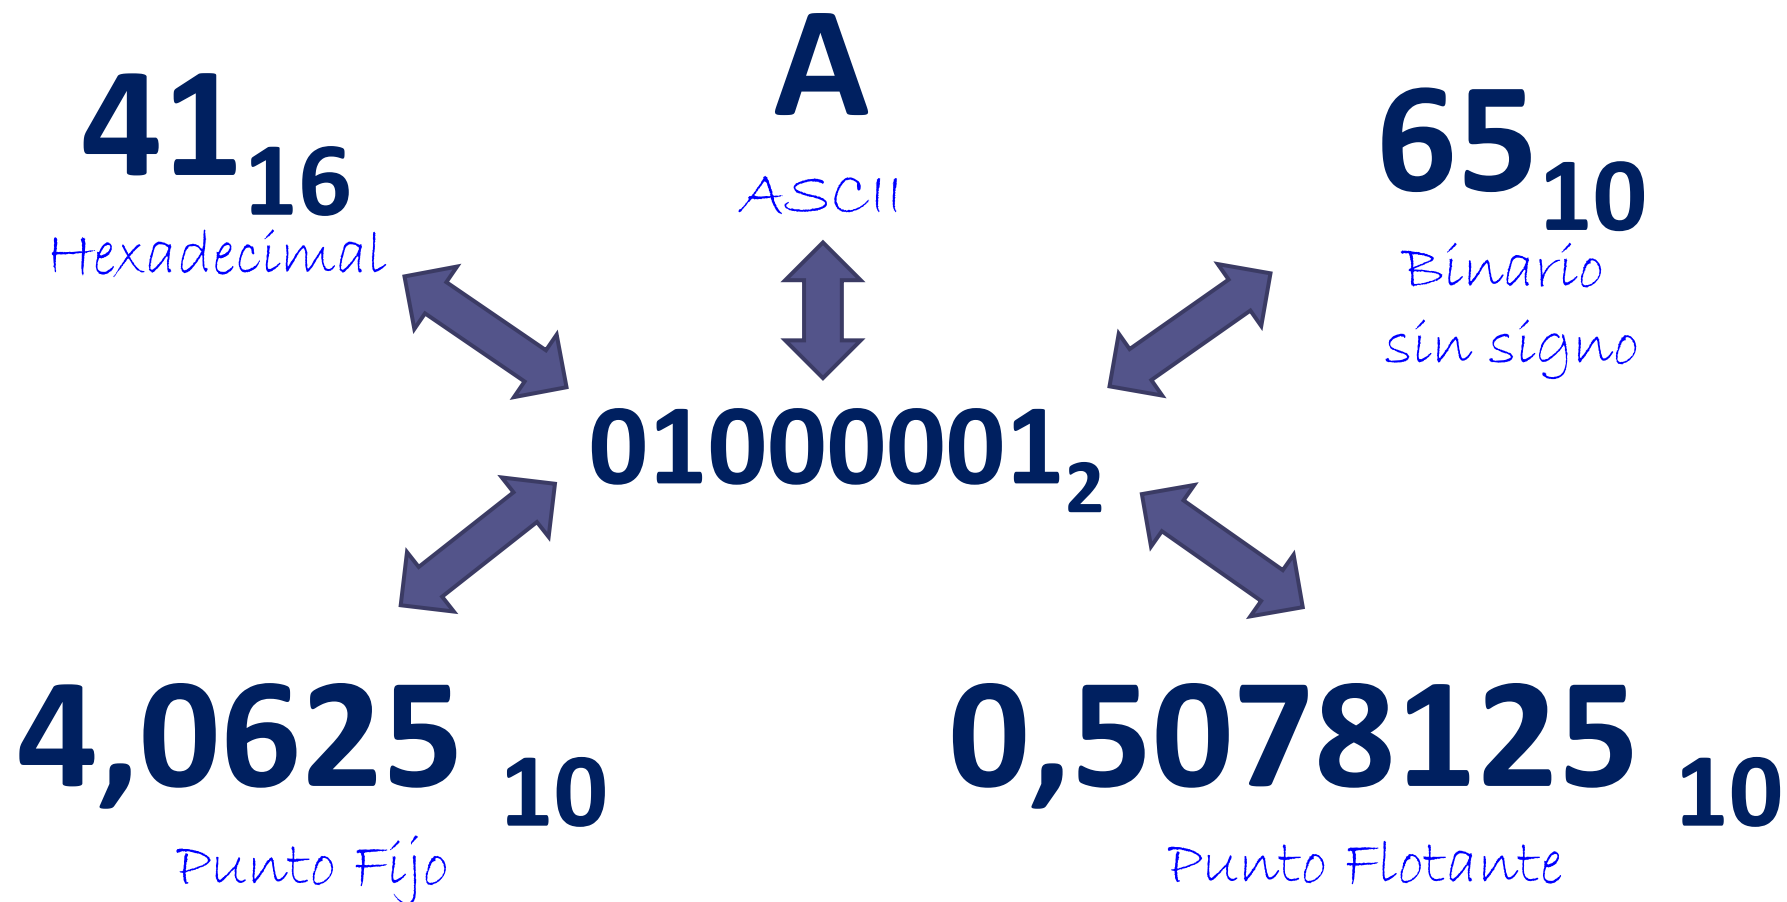 A
41₁₆
65₁₀
ASCII
Hexadecimal
Binario
sin signo
01000001₂
4,0625 ₁₀
0,5078125 ₁₀
Punto Fijo
Punto Flotante